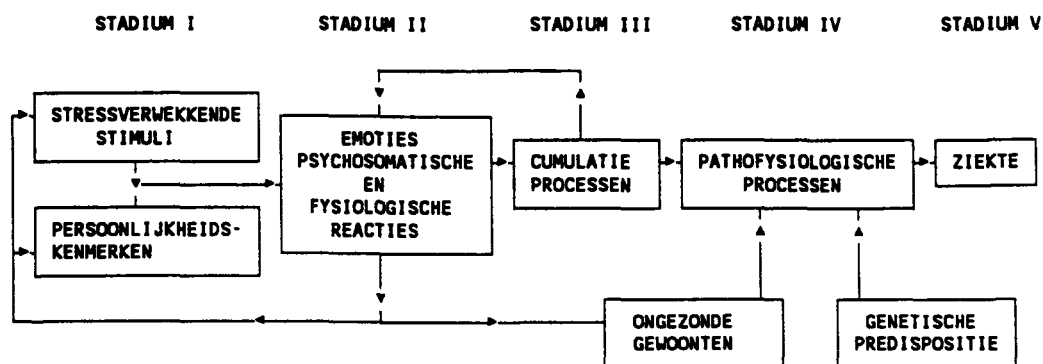 STADIUM I STADIUM II STADIUM III STADIUM IV STADIUM V
STRESSVERWEKKENDE
STIMULI
PERSOONLIJKHEIDS-
KENMERKEN
EMOTIES
PSYCHOSOMATISCHE
EN
FYSIOLOGISCHE
REACTIES
CUMULATIE
PROCESSEN
PATHOFYSIOLOGISCHE
PROCESSEN
ZIEKTE
ONGEZONDE
GEWOONTEN
GENETISCHE
PREDISPOSITIE